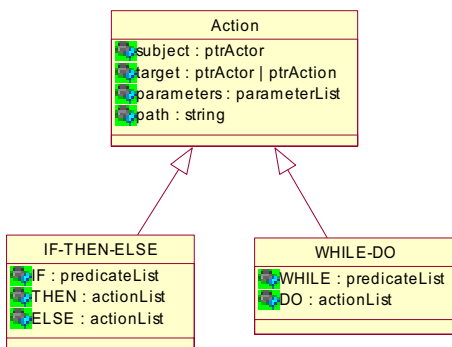 Action
subject : ptrActor
target : ptrActor | ptrAction
parameters : parameterList
path : string
IF-THEN-ELSE
IF : predicateList
THEN : actionList
ELSE : actionList
WHILE-DO
WHILE : predicateList
DO : actionList